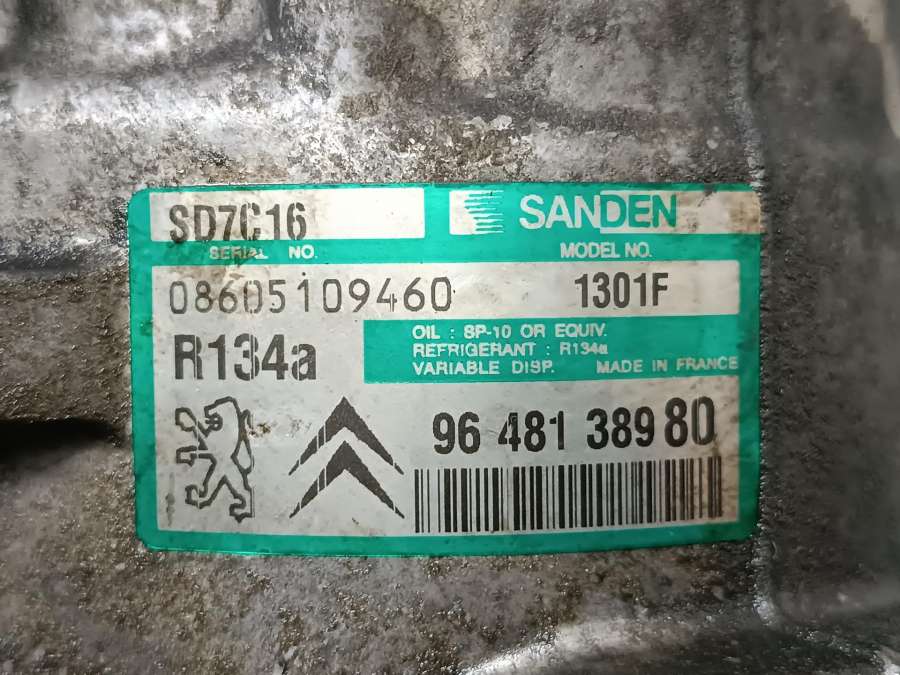 SD7C16 SANDEN
SERIAL NO. MODEL NO.
08605109460 1301F
R134a
OIL : SP-10 OR EQUIV.
REFRIGERANT : R134a
VARIABLE DISP. MADE IN FRANCE
96 481 389 80